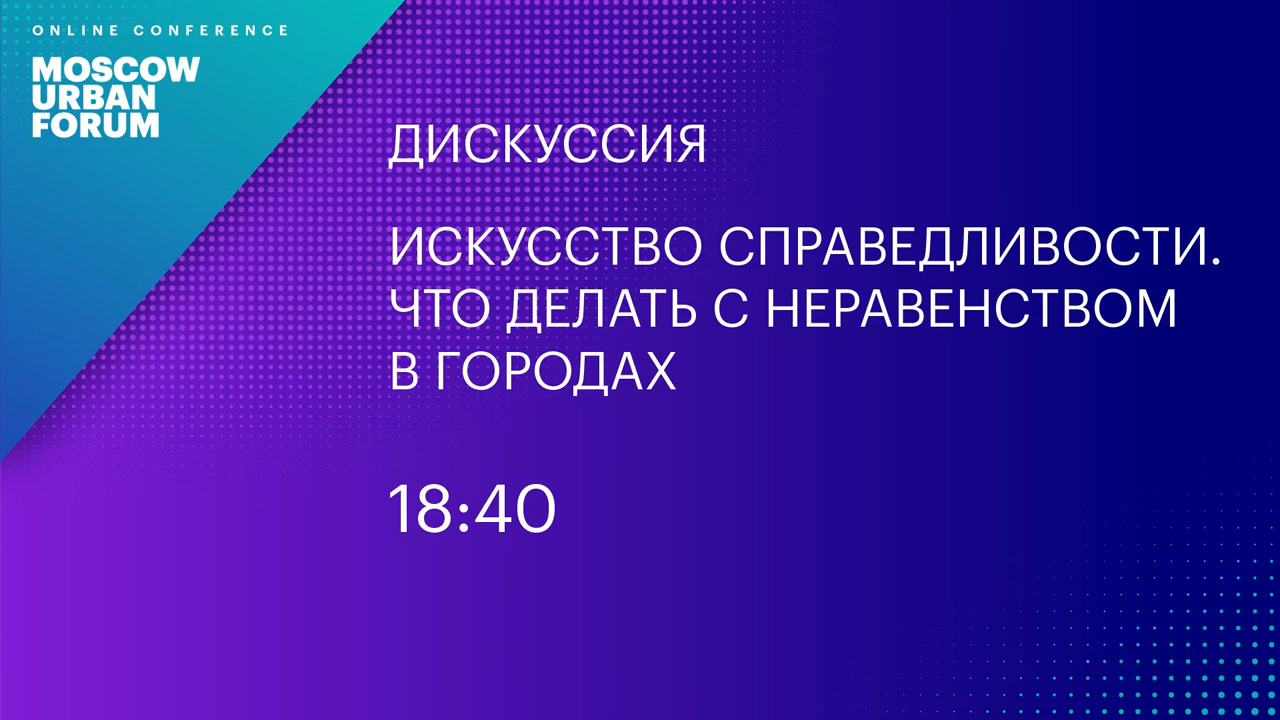 ONLINE CONFERENCE
MOSCOW
URBAN
FORUM
ДИСКУССИЯ
ИСКУССТВО СПРАВЕДЛИВОСТИ.
ЧТО ДЕЛАТЬ С НЕРАВЕНСТВОМ
В ГОРОДАХ
18:40